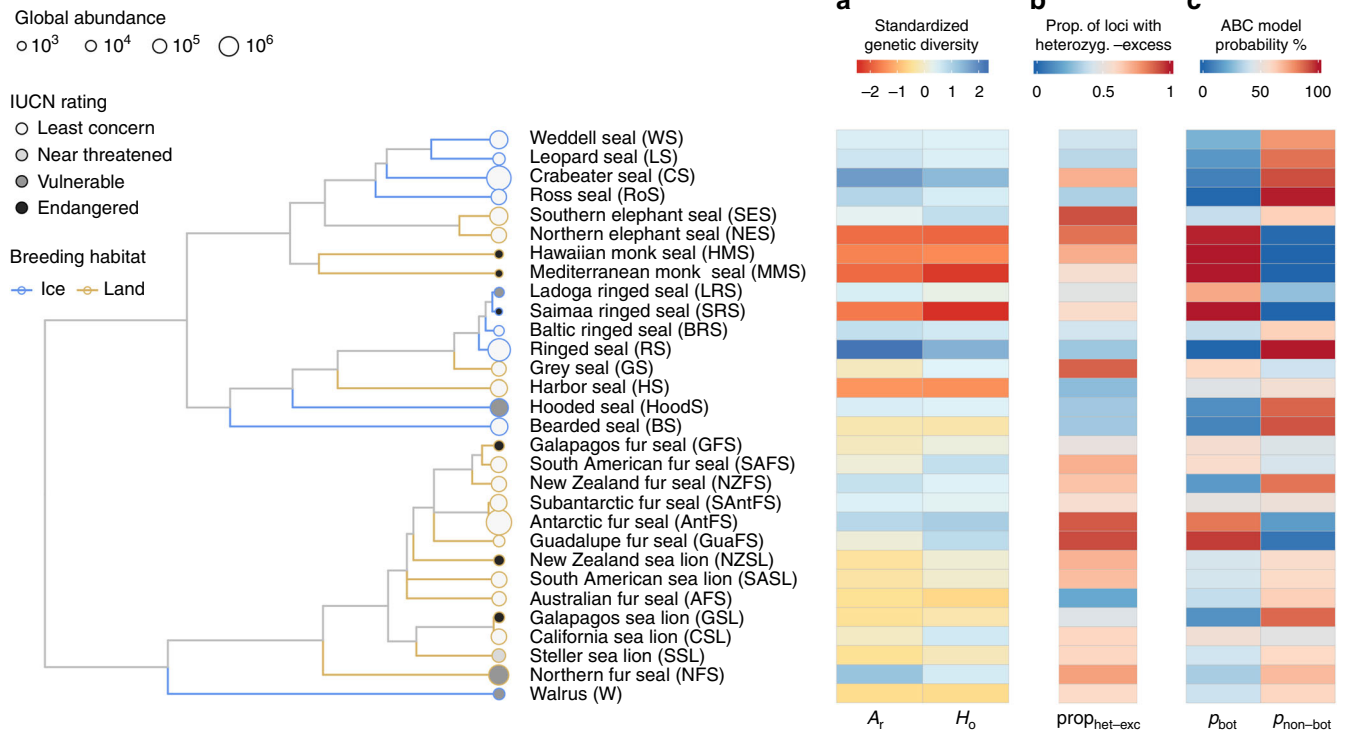 a b c
Global abundance
10³ 10⁴ 10⁵ 10⁶
IUCN rating
Least concern
Near threatened
Vulnerable
Endangered
Breeding habitat
Ice Land
Standardized
genetic diversity
–2 –1 0 1 2
Prop. of loci with
heterozyg. –excess
0 0.5 1
ABC model
probability %
0 50 100
Weddell seal (WS)
Leopard seal (LS)
Crabeater seal (CS)
Ross seal (RoS)
Southern elephant seal (SES)
Northern elephant seal (NES)
Hawaiian monk seal (HMS)
Mediterranean monk seal (MMS)
Ladoga ringed seal (LRS)
Saimaa ringed seal (SRS)
Baltic ringed seal (BRS)
Ringed seal (RS)
Grey seal (GS)
Harbor seal (HS)
Hooded seal (HoodS)
Bearded seal (BS)
Galapagos fur seal (GFS)
South American fur seal (SAFS)
New Zealand fur seal (NZFS)
Subantarctic fur seal (SAntFS)
Antarctic fur seal (AntFS)
Guadalupe fur seal (GuaFS)
New Zealand sea lion (NZSL)
South American sea lion (SASL)
Australian fur seal (AFS)
Galapagos sea lion (GSL)
California sea lion (CSL)
Steller sea lion (SSL)
Northern fur seal (NFS)
Walrus (W)
Ar Ho prophet–exc pbot pnon–bot